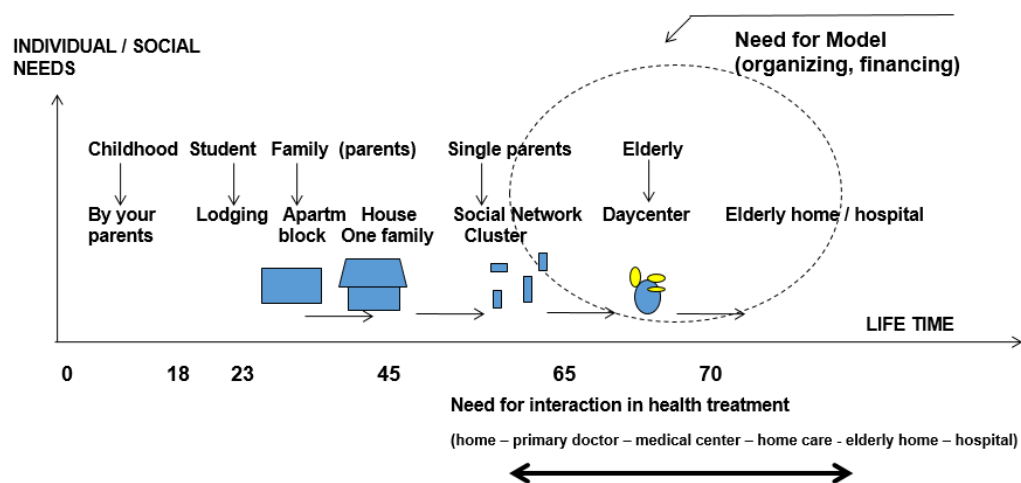 INDIVIDUAL / SOCIAL
NEEDS
Need for Model
(organizing, financing)
Childhood Student Family (parents) Single parents Elderly
By your
parents
Lodging
Apartm
block
House
One family
Social Network
Cluster
Daycenter
Elderly home / hospital
LIFE TIME
0 18 23 45 65 70
Need for interaction in health treatment
(home – primary doctor – medical center – home care - elderly home – hospital)